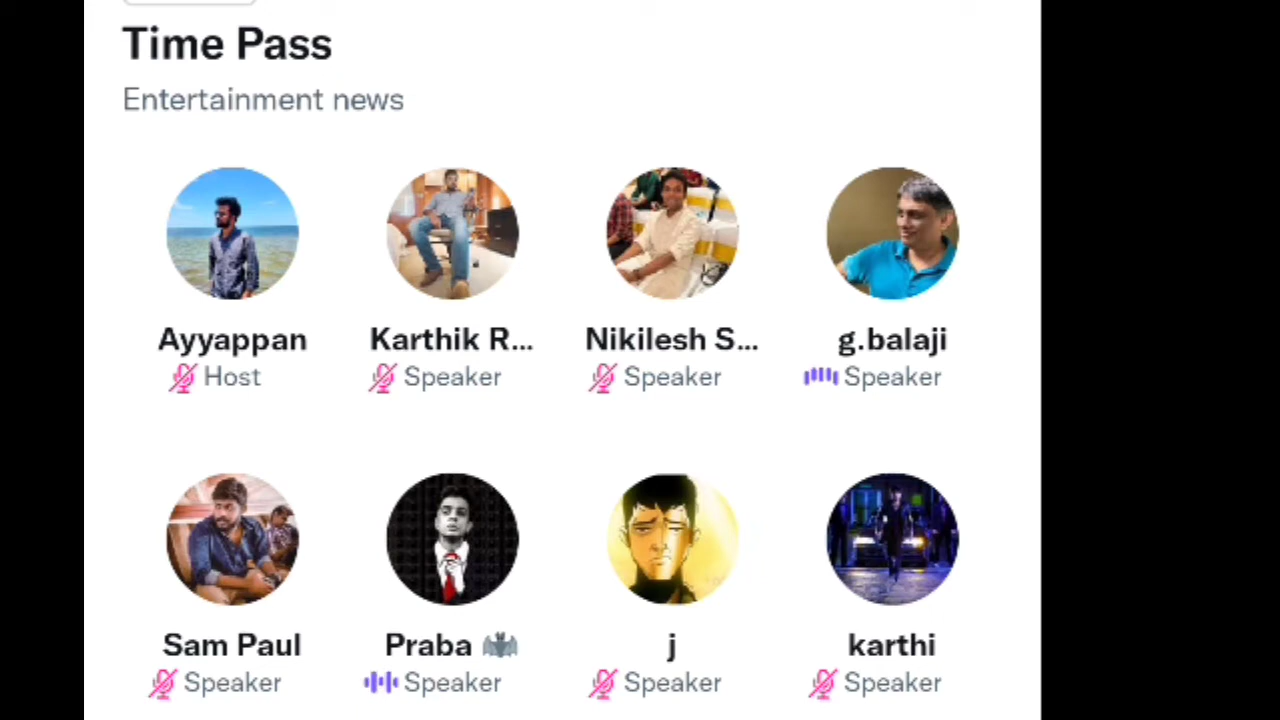 Time Pass
Entertainment news
Ayyappan Karthik R... Nikilesh S... g.balaji
Host Speaker Speaker Speaker
Sam Paul Praba 🦇 j karthi
Speaker Speaker Speaker Speaker